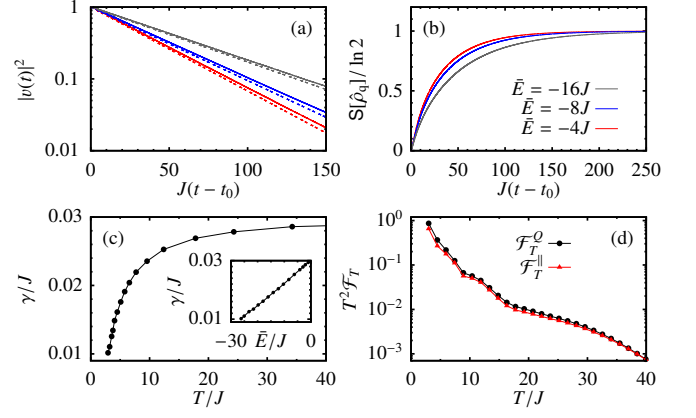 1
0.1
0.01
|ν(t)|²
(a)
0 50 100 150
J(t − t₀)
1
0.5
0
S[ρ̂q] / ln 2
(b)
Ē = −16J
Ē = −8J
Ē = −4J
0 50 100 150 200 250
J(t − t₀)
0.03
0.02
0.01
γ/J
(c)
0.03
0.01
γ/J
−30 Ē/J 0
0 10 20 30 40
T/J
10⁰
10⁻¹
10⁻²
10⁻³
T²ℱ_T
ℱ_T^Q
ℱ_T^∥
(d)
0 10 20 30 40
T/J